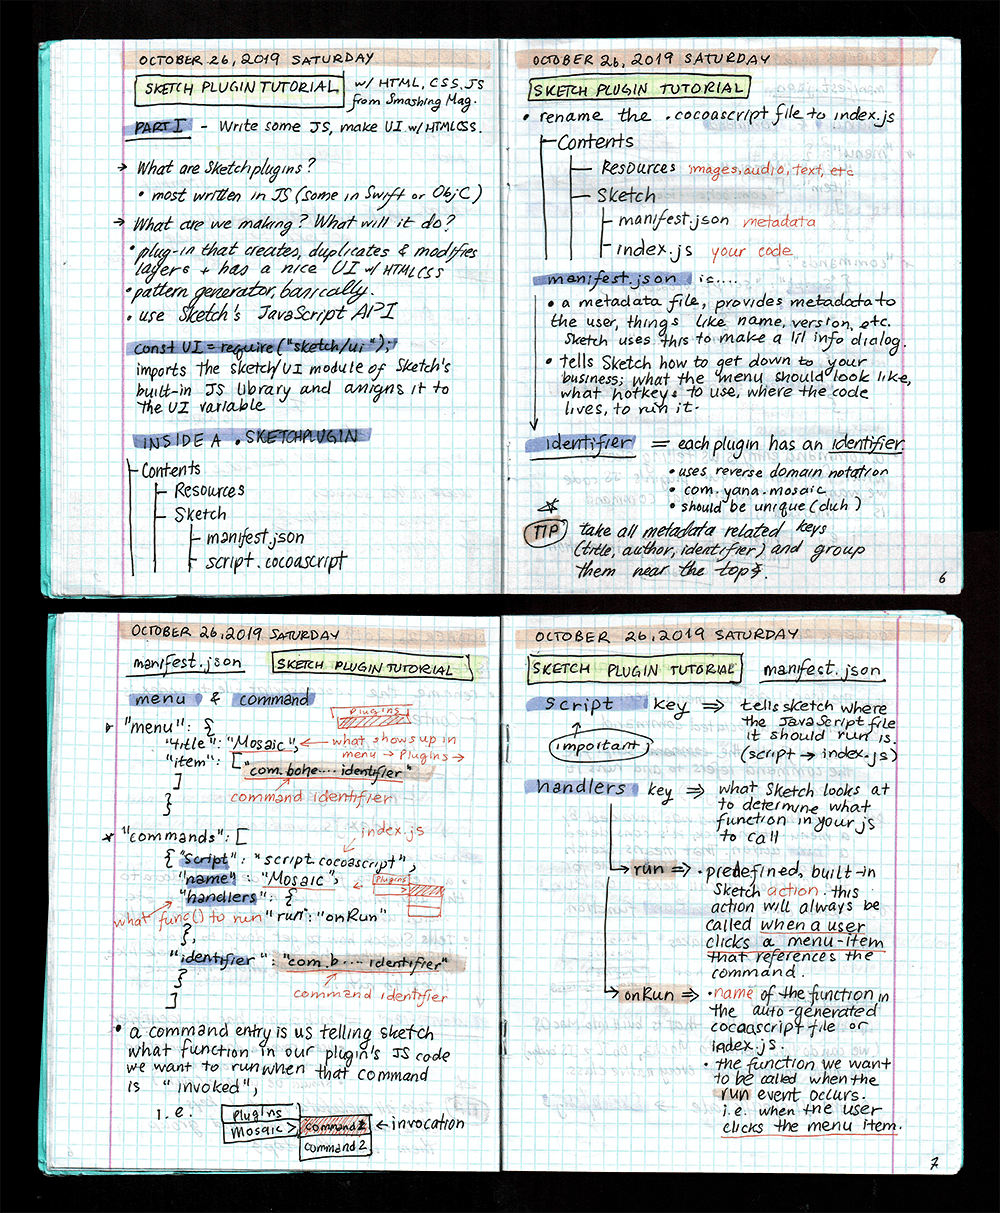 OCTOBER 26, 2019 SATURDAY
SKETCH PLUGIN TUTORIAL
w/ HTML, CSS, JS
from Smashing Mag.
PART I - Write some JS, make UI w/ HTMLCSS.
→ What are Sketchplugins?
• most written in JS (some in Swift or ObjC)
→ What are we making? What will it do?
• plug-in that creates, duplicates & modifies
layers + has a nice UI w/ HTMLCSS
• pattern generator, basically.
• use Sketch's JavaScript API
const UI = require("sketch/ui");
imports the sketch/UI module of Sketch's
built-in JS library and assigns it to
the UI variable
INSIDE A .SKETCHPLUGIN
Contents
Resources
Sketch
manifest.json
script.cocoascript
OCTOBER 26, 2019 SATURDAY
SKETCH PLUGIN TUTORIAL
• rename the .cocoascript file to index.js
Contents
Resources images, audio, text, etc
Sketch
manifest.json metadata
index.js your code
manifest.json is....
• a metadata file, provides metadata to
the user, things like name, version, etc.
Sketch uses this to make a lil info dialog.
• tells Sketch how to get down to your
business; what the menu should look like,
what hotkeys to use, where the code
lives, to run it.
identifier = each plugin has an identifier
• uses reverse domain notation
• com.yana.mosaic
• should be unique (duh)
TIP take all metadata related keys
(title, author, identifier) and group
them near the top
6
OCTOBER 26, 2019 SATURDAY
manifest.json
SKETCH PLUGIN TUTORIAL
menu & command
Plugins
"menu": {
"title": "Mosaic", ← what shows up in
menu → Plugins →
"item": [
"com.bohe.... identifier"
]
command identifier
}
"commands": [
index.js
{ "script": "script.cocoascript",
"name": "Mosaic", ← Plugins
"handlers": {
what func() to run "run": "onRun"
},
"identifier": "com.b.... identifier"
}
command identifier
]
• a command entry is us telling sketch
what function in our plugin's JS code
we want to run when that command
is "invoked",
i.e.
Plugins
Mosaic > command 1 ← invocation
command 2
OCTOBER 26, 2019 SATURDAY
SKETCH PLUGIN TUTORIAL
manifest.json
script key ⇒ tells sketch where
the JavaScript file
it should run is.
(script → index.js)
important
handlers key ⇒ what Sketch looks at
to determine what
function in your js
to call
run ⇒ • predefined, built-in
Sketch action. this
action will always be
called when a user
clicks a menu-item
that references the
command.
onRun ⇒ • name of the function in
the auto-generated
cocoascript file or
index.js.
• the function we want
to be called when the
run event occurs.
i.e. when the user
clicks the menu item.
7